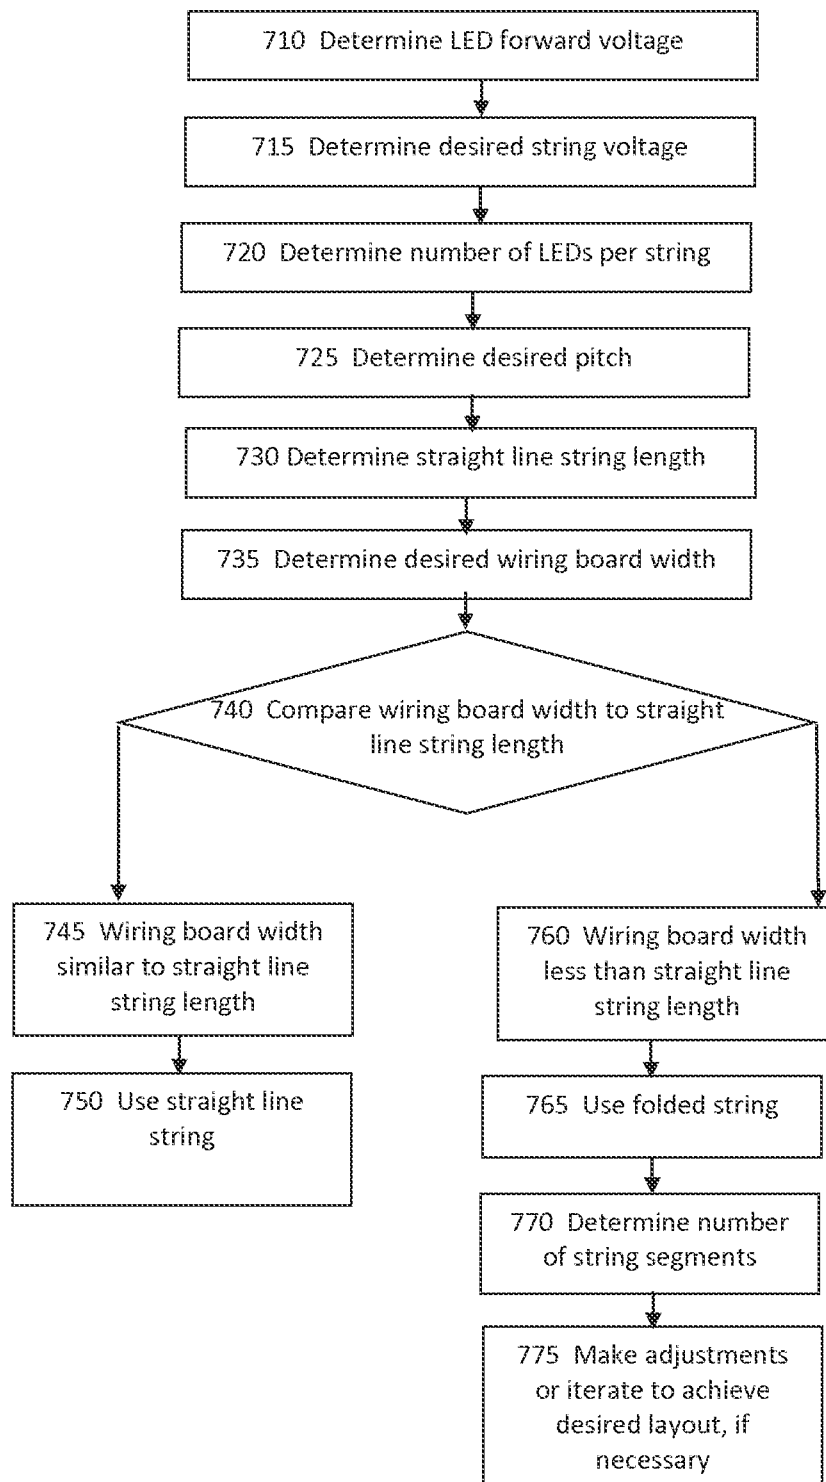 710 Determine LED forward voltage
715 Determine desired string voltage
720 Determine number of LEDs per string
725 Determine desired pitch
730 Determine straight line string length
735 Determine desired wiring board width
740 Compare wiring board width to straight
line string length
745 Wiring board width
similar to straight line
string length
750 Use straight line
string
760 Wiring board width
less than straight line
string length
765 Use folded string
770 Determine number
of string segments
775 Make adjustments
or iterate to achieve
desired layout, if
necessary